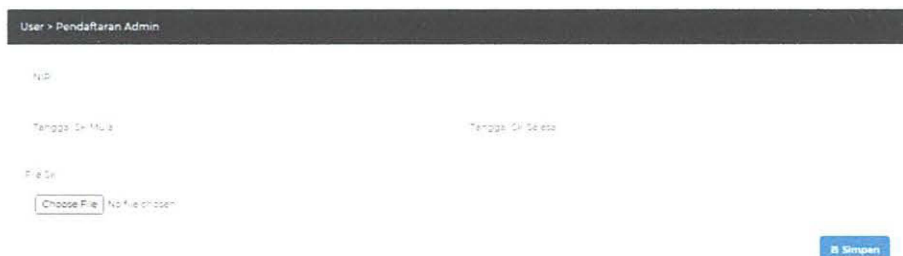 User > Pendaftaran Admin
NIP
Tanggal SK Mulai
Tanggal SK Selesai
File SK
Choose File No file chosen
Simpan